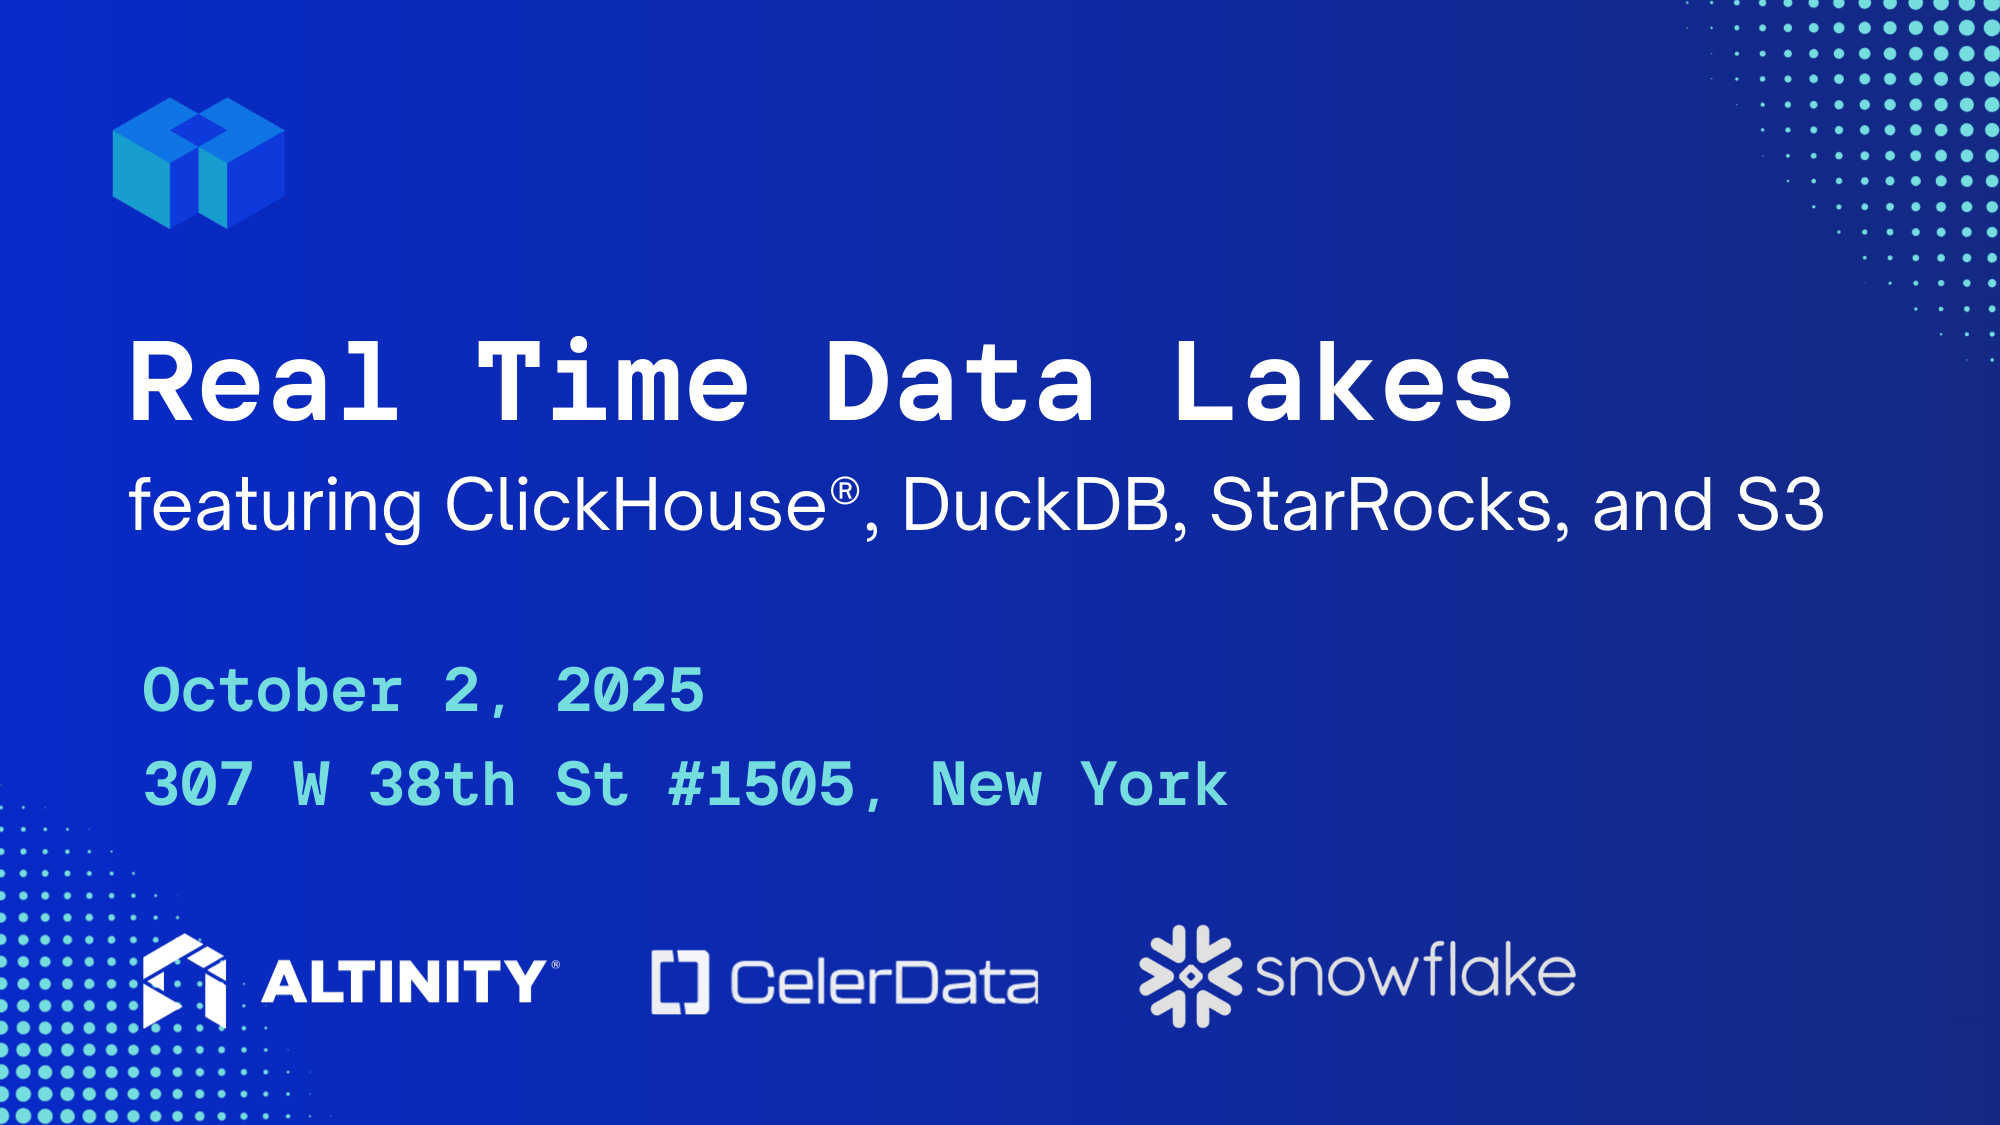 Real Time Data Lakes
featuring ClickHouse®, DuckDB, StarRocks, and S3
October 2, 2025
307 W 38th St #1505, New York
ALTINITY® CelerData snowflake